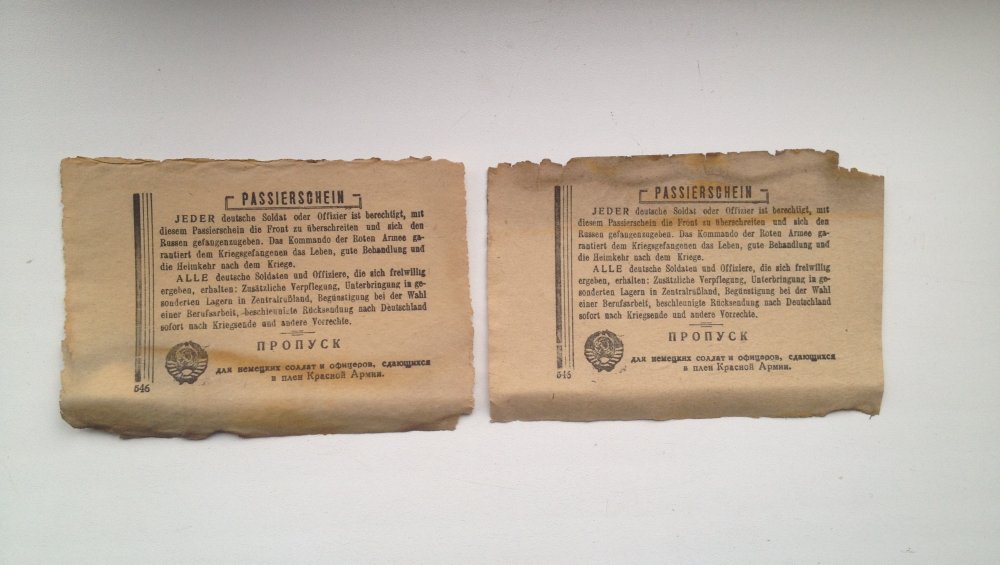 PASSIERSCHEIN
JEDER deutsche Soldat oder Offizier ist berechtigt, mit
diesem Passierschein die Front zu überschreiten und sich den
Russen gefangenzugeben. Das Kommando der Roten Armee ga-
rantiert dem Kriegsgefangenen das Leben, gute Behandlung und
die Heimkehr nach dem Kriege.
ALLE deutsche Soldaten und Offiziere, die sich freiwillig
ergeben, erhalten: Zusätzliche Verpflegung, Unterbringung in ge-
sonderten Lagern in Zentralrußland, Begünstigung bei der Wahl
einer Berufsarbeit, beschleunigte Rücksendung nach Deutschland
sofort nach Kriegsende und andere Vorrechte.
ПРОПУСК
для немецких солдат и офицеров, сдающихся
в плен Красной Армии.
546
PASSIERSCHEIN
JEDER deutsche Soldat oder Offizier ist berechtigt, mit
diesem Passierschein die Front zu überschreiten und sich den
Russen gefangenzugeben. Das Kommando der Roten Armee ga-
rantiert dem Kriegsgefangenen das Leben, gute Behandlung und
die Heimkehr nach dem Kriege.
ALLE deutsche Soldaten und Offiziere, die sich freiwillig
ergeben, erhalten: Zusätzliche Verpflegung, Unterbringung in ge-
sonderten Lagern in Zentralrußland, Begünstigung bei der Wahl
einer Berufsarbeit, beschleunigte Rücksendung nach Deutschland
sofort nach Kriegsende und andere Vorrechte.
ПРОПУСК
для немецких солдат и офицеров, сдающихся
в плен Красной Армии.
546